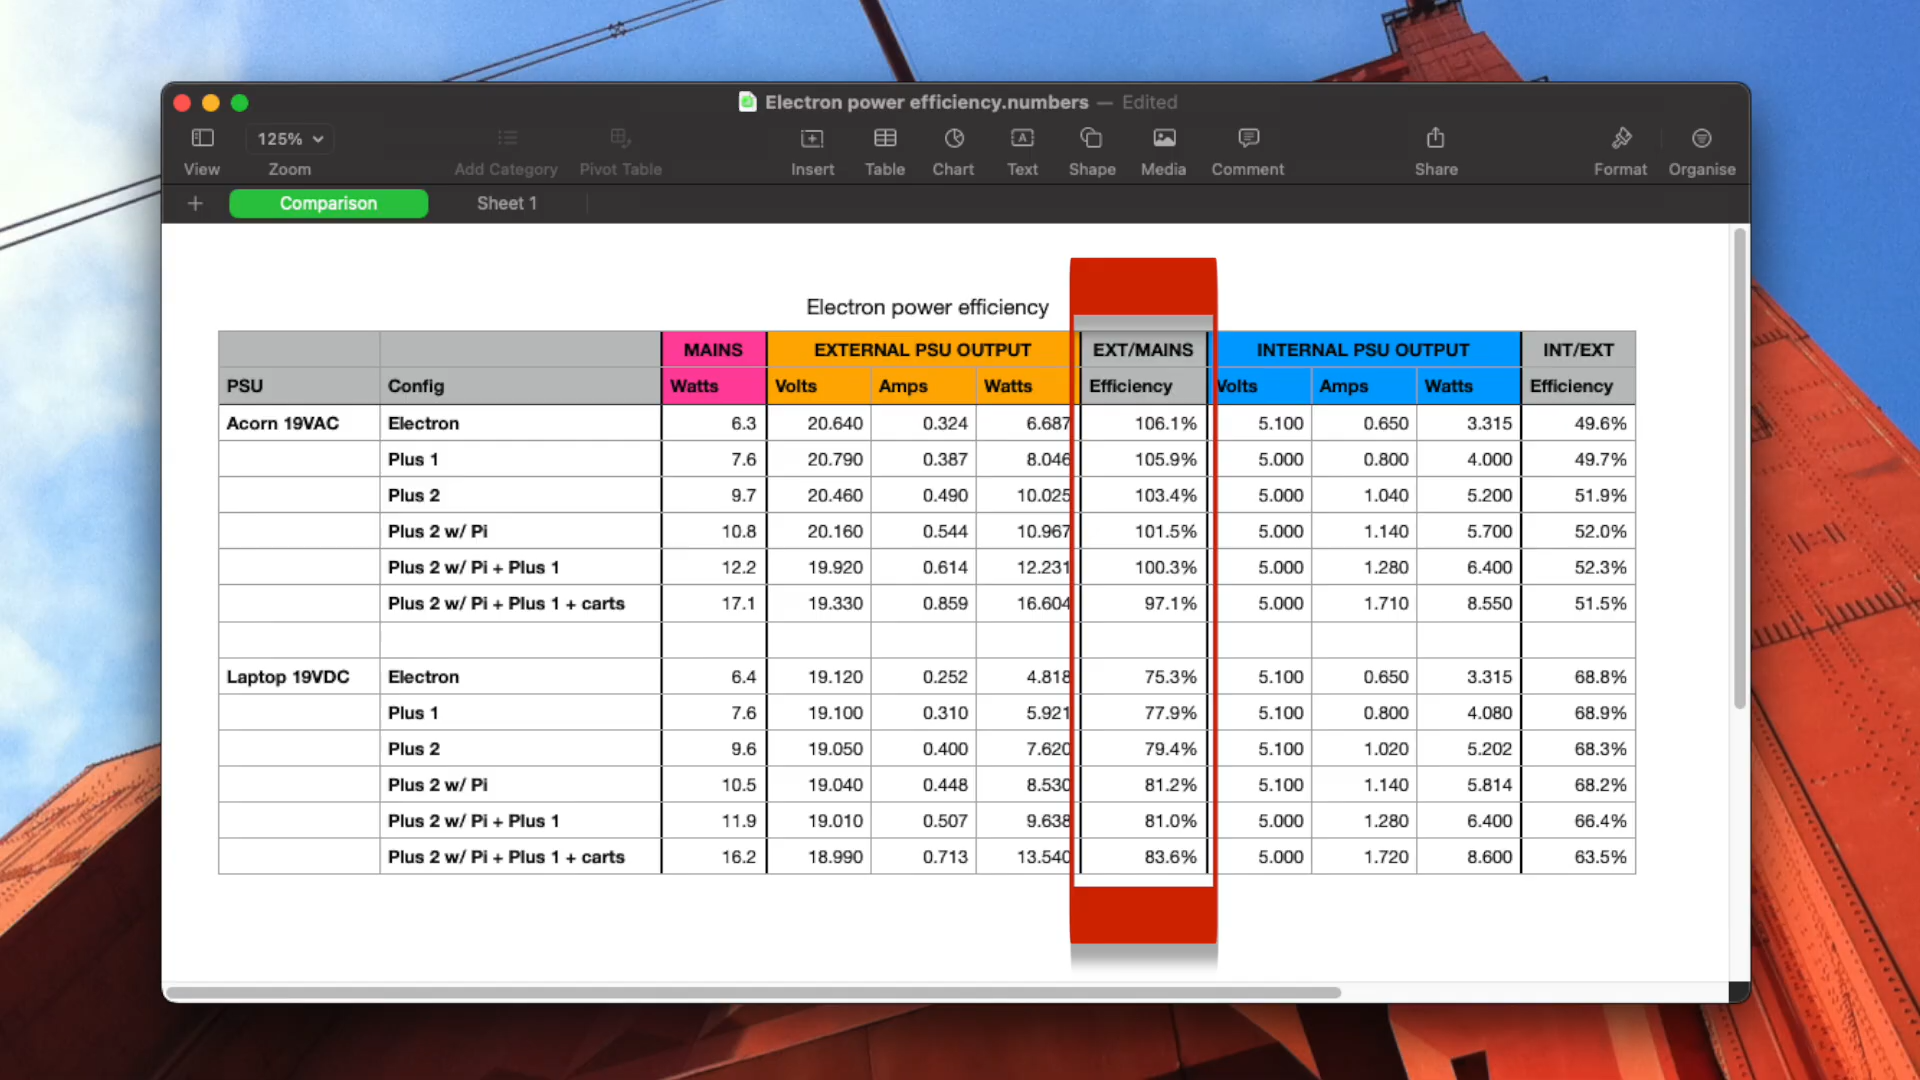 Electron power efficiency.numbers — Edited
125%
View Zoom Add Category Pivot Table Insert Table Chart Text Shape Media Comment Share Format Organise
+ Comparison Sheet 1
Electron power efficiency
MAINS EXTERNAL PSU OUTPUT EXT/MAINS INTERNAL PSU OUTPUT INT/EXT
PSU Config Watts Volts Amps Watts Efficiency Volts Amps Watts Efficiency
Acorn 19VAC Electron 6.3 20.640 0.324 6.687 106.1% 5.100 0.650 3.315 49.6%
Plus 1 7.6 20.790 0.387 8.046 105.9% 5.000 0.800 4.000 49.7%
Plus 2 9.7 20.460 0.490 10.025 103.4% 5.000 1.040 5.200 51.9%
Plus 2 w/ Pi 10.8 20.160 0.544 10.967 101.5% 5.000 1.140 5.700 52.0%
Plus 2 w/ Pi + Plus 1 12.2 19.920 0.614 12.231 100.3% 5.000 1.280 6.400 52.3%
Plus 2 w/ Pi + Plus 1 + carts 17.1 19.330 0.859 16.604 97.1% 5.000 1.710 8.550 51.5%
Laptop 19VDC Electron 6.4 19.120 0.252 4.818 75.3% 5.100 0.650 3.315 68.8%
Plus 1 7.6 19.100 0.310 5.921 77.9% 5.100 0.800 4.080 68.9%
Plus 2 9.6 19.050 0.400 7.620 79.4% 5.100 1.020 5.202 68.3%
Plus 2 w/ Pi 10.5 19.040 0.448 8.530 81.2% 5.100 1.140 5.814 68.2%
Plus 2 w/ Pi + Plus 1 11.9 19.010 0.507 9.638 81.0% 5.000 1.280 6.400 66.4%
Plus 2 w/ Pi + Plus 1 + carts 16.2 18.990 0.713 13.540 83.6% 5.000 1.720 8.600 63.5%